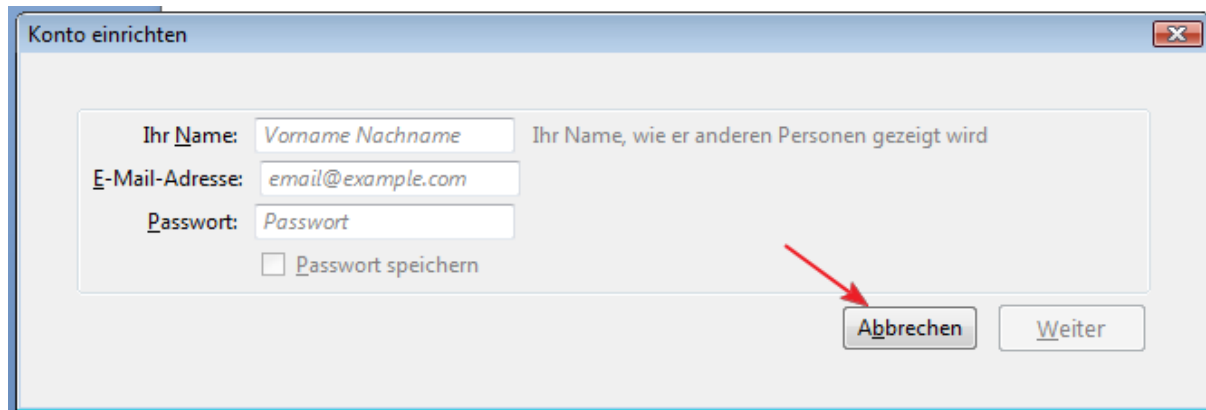 Konto einrichten
Ihr Name: Vorname Nachname Ihr Name, wie er anderen Personen gezeigt wird
E-Mail-Adresse: email@example.com
Passwort: Passwort
Passwort speichern
Abbrechen Weiter